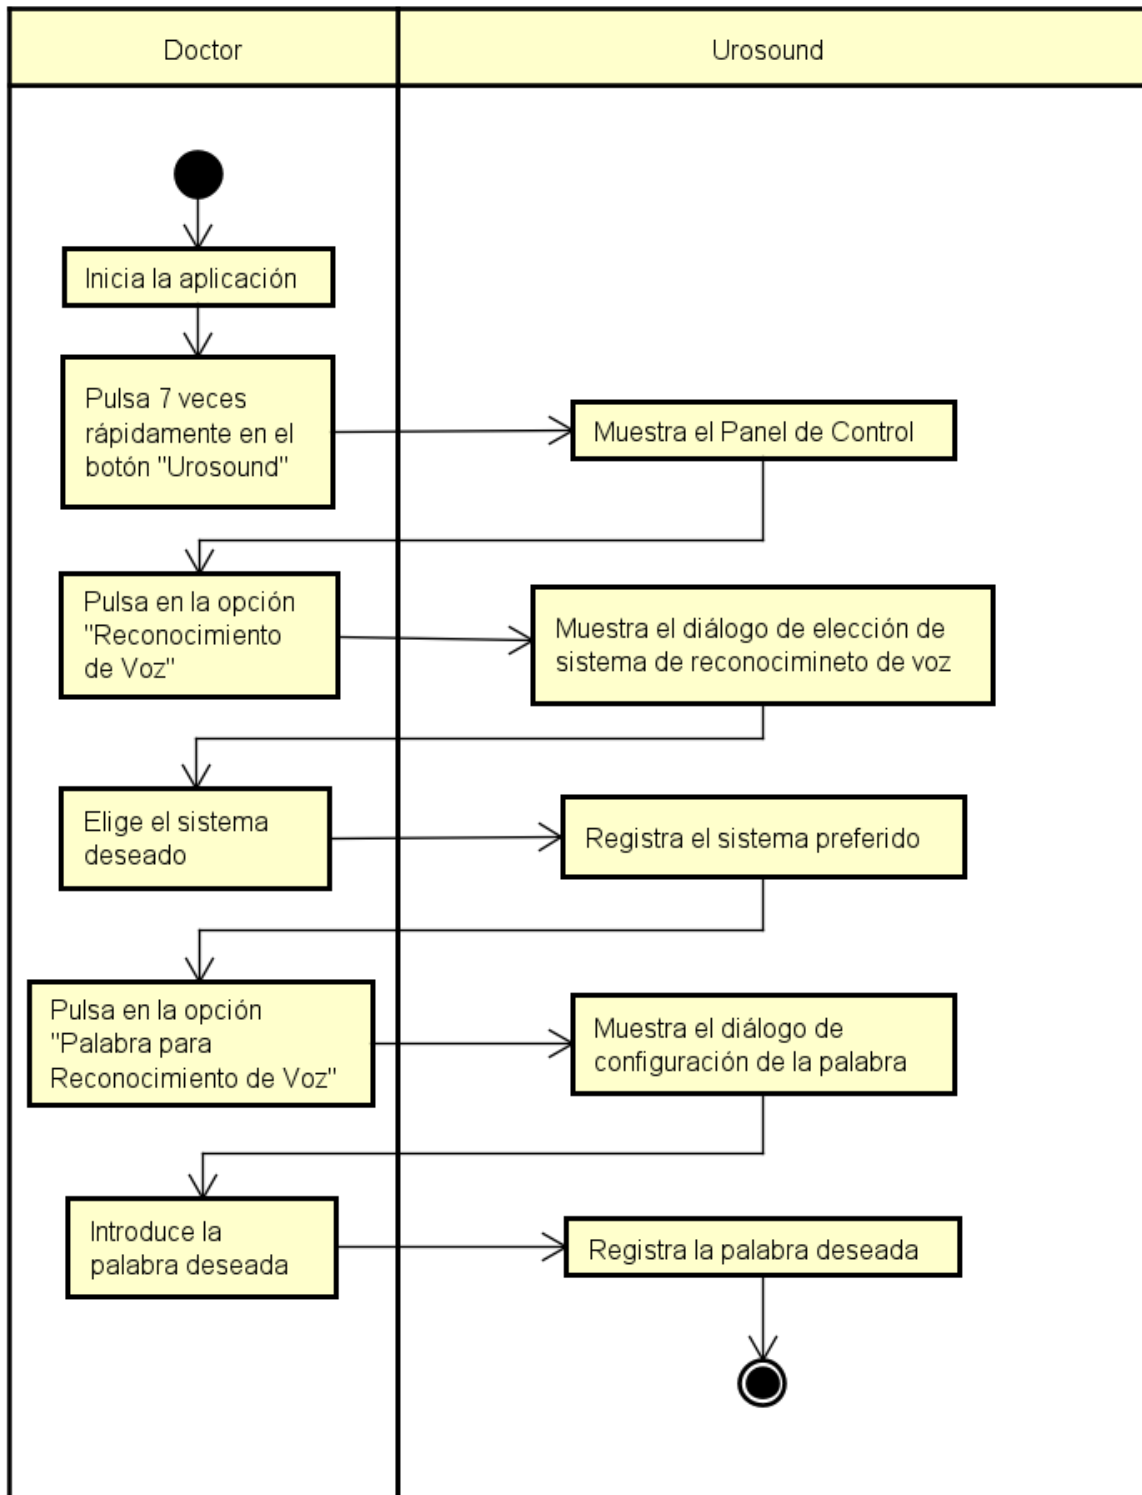 Doctor
Urosound
Inicia la aplicación
Pulsa 7 veces
rápidamente en el
botón "Urosound"
Muestra el Panel de Control
Pulsa en la opción
"Reconocimiento
de Voz"
Muestra el diálogo de elección de
sistema de reconocimineto de voz
Elige el sistema
deseado
Registra el sistema preferido
Pulsa en la opción
"Palabra para
Reconocimiento de Voz"
Muestra el diálogo de
configuración de la palabra
Introduce la
palabra deseada
Registra la palabra deseada